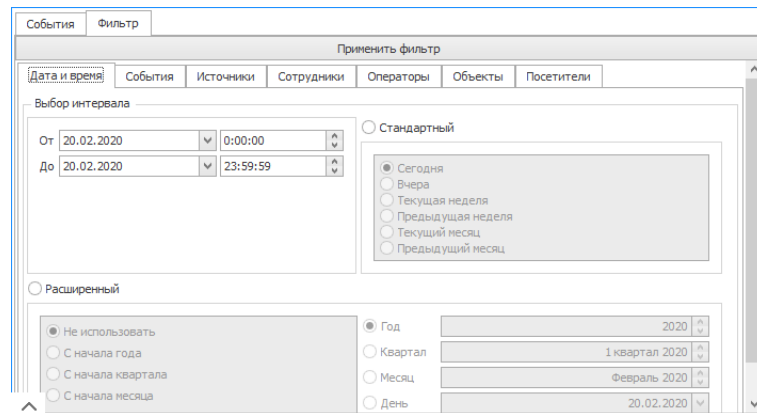 События Фильтр
Применить фильтр
Дата и время События Источники Сотрудники Операторы Объекты Посетители
Выбор интервала
От 20.02.2020 0:00:00
До 20.02.2020 23:59:59
Стандартный
Сегодня
Вчера
Текущая неделя
Предыдущая неделя
Текущий месяц
Предыдущий месяц
Расширенный
Не использовать
С начала года
С начала квартала
С начала месяца
Год 2020
Квартал 1 квартал 2020
Месяц Февраль 2020
День 20.02.2020